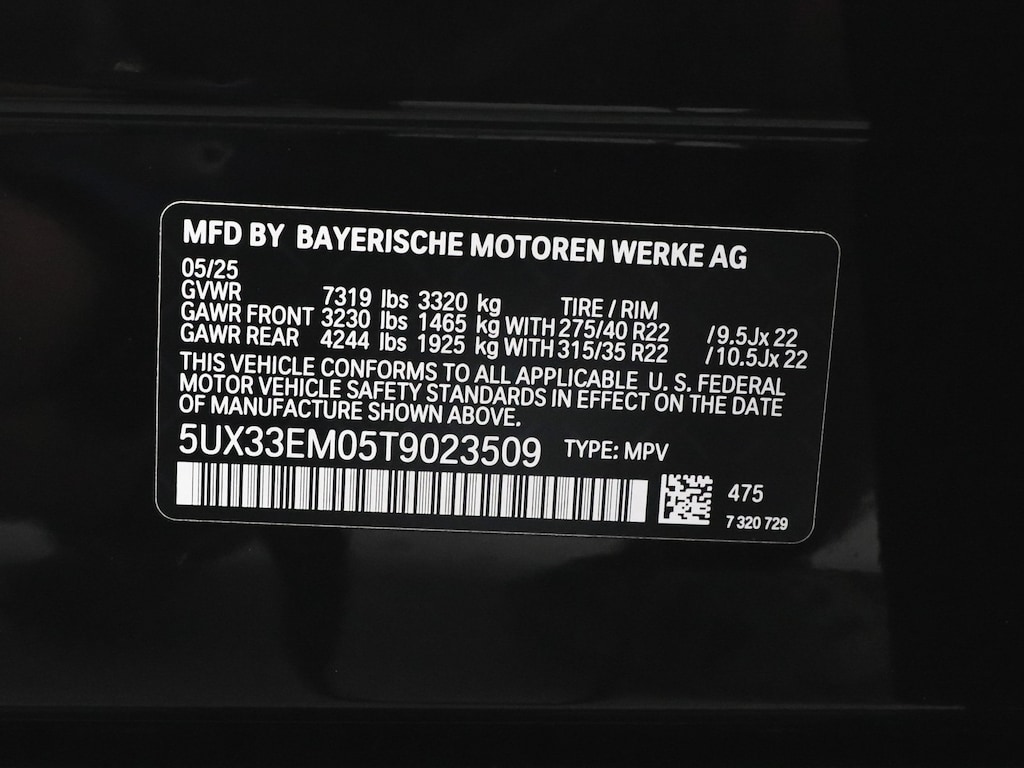 MFD BY BAYERISCHE MOTOREN WERKE AG
05/25
GVWR 7319 lbs 3320 kg TIRE / RIM
GAWR FRONT 3230 lbs 1465 kg WITH 275/40 R22 /9.5Jx 22
GAWR REAR 4244 lbs 1925 kg WITH 315/35 R22 /10.5Jx 22
THIS VEHICLE CONFORMS TO ALL APPLICABLE U. S. FEDERAL
MOTOR VEHICLE SAFETY STANDARDS IN EFFECT ON THE DATE
OF MANUFACTURE SHOWN ABOVE.
5UX33EM05T9023509 TYPE: MPV
475
7 320 729